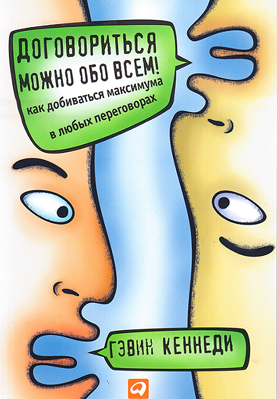 ДОГОВОРИТЬСЯ
МОЖНО ОБО ВСЕМ!
как добиваться максимума
в любых переговорах
ГЭВИН КЕННЕДИ